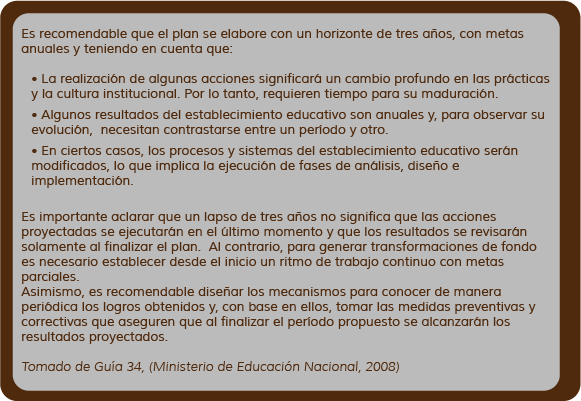 Es recomendable que el plan se elabore con un horizonte de tres años, con metas
anuales y teniendo en cuenta que:
• La realización de algunas acciones significará un cambio profundo en las prácticas
y la cultura institucional. Por lo tanto, requieren tiempo para su maduración.
• Algunos resultados del establecimiento educativo son anuales y, para observar su
evolución, necesitan contrastarse entre un período y otro.
• En ciertos casos, los procesos y sistemas del establecimiento educativo serán
modificados, lo que implica la ejecución de fases de análisis, diseño e
implementación.
Es importante aclarar que un lapso de tres años no significa que las acciones
proyectadas se ejecutarán en el último momento y que los resultados se revisarán
solamente al finalizar el plan. Al contrario, para generar transformaciones de fondo
es necesario establecer desde el inicio un ritmo de trabajo continuo con metas
parciales.
Asimismo, es recomendable diseñar los mecanismos para conocer de manera
periódica los logros obtenidos y, con base en ellos, tomar las medidas preventivas y
correctivas que aseguren que al finalizar el período propuesto se alcanzarán los
resultados proyectados.
Tomado de Guía 34, (Ministerio de Educación Nacional, 2008)